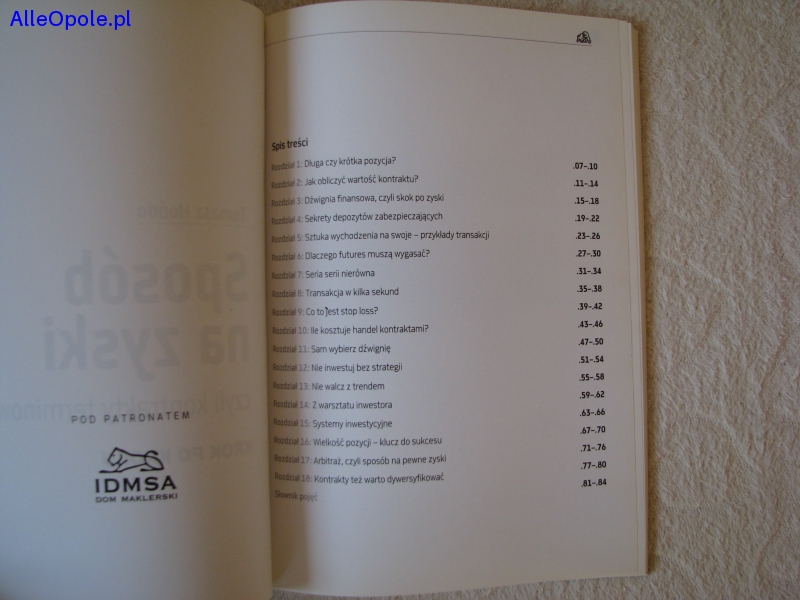 AlleOpole.pl
POD PATRONATEM
IDMSA
DOM MAKLERSKI
Spis treści
Rozdział 1: Długa czy krótka pozycja? .07–.10
Rozdział 2: Jak obliczyć wartość kontraktu? .11–.14
Rozdział 3: Dźwignia finansowa, czyli skok po zyski .15–.18
Rozdział 4: Sekrety depozytów zabezpieczających .19–.22
Rozdział 5: Sztuka wychodzenia na swoje – przykłady transakcji .23–.26
Rozdział 6: Dlaczego futures muszą wygasać? .27–.30
Rozdział 7: Seria serii nierówna .31–.34
Rozdział 8: Transakcja w kilka sekund .35–.38
Rozdział 9: Co to jest stop loss? .39–.42
Rozdział 10: Ile kosztuje handel kontraktami? .43–.46
Rozdział 11: Sam wybierz dźwignię .47–.50
Rozdział 12: Nie inwestuj bez strategii .51–.54
Rozdział 13: Nie walcz z trendem .55–.58
Rozdział 14: Z warsztatu inwestora .59–.62
Rozdział 15: Systemy inwestycyjne .63–.66
Rozdział 16: Wielkość pozycji – klucz do sukcesu .67–.70
Rozdział 17: Arbitraż, czyli sposób na pewne zyski .71–.76
Rozdział 18: Kontrakty też warto dywersyfikować .77–.80
Słownik pojęć .81–.84